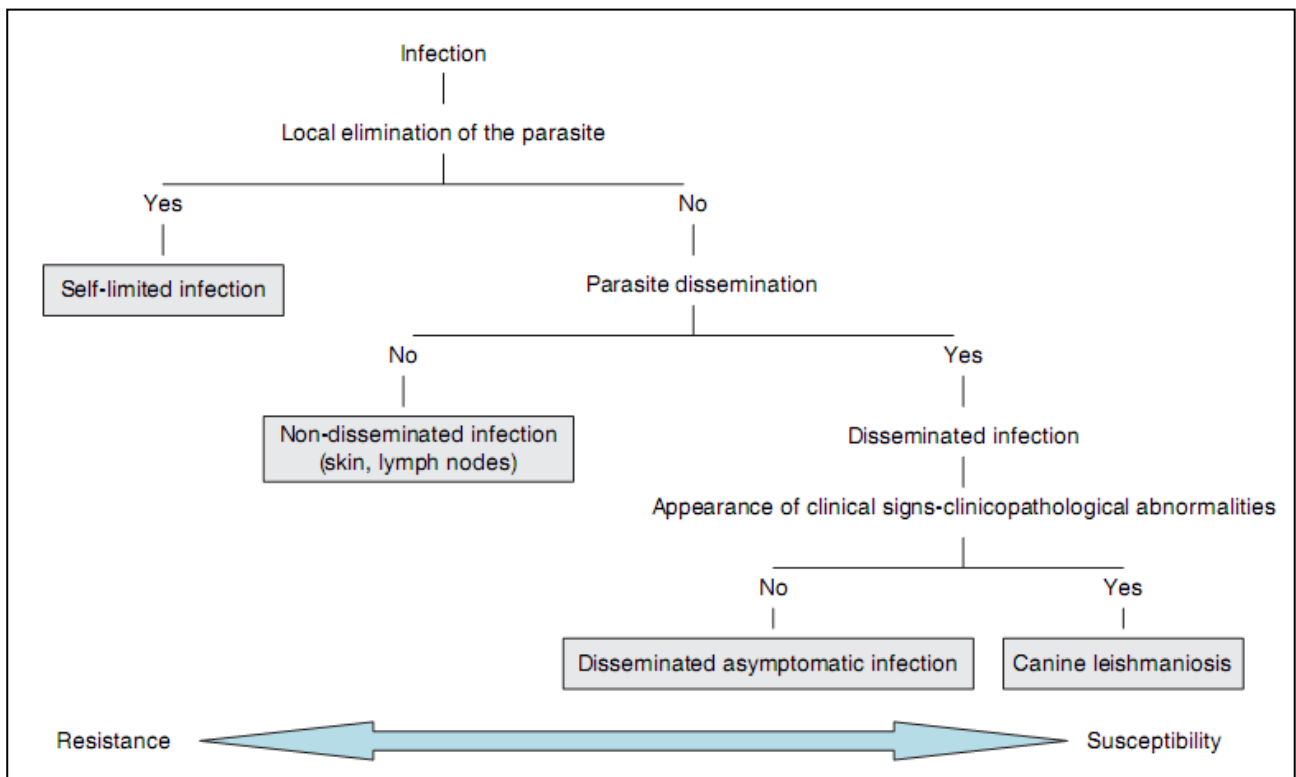 Infection
Local elimination of the parasite
Yes
No
Self-limited infection
Parasite dissemination
No
Yes
Non-disseminated infection
(skin, lymph nodes)
Disseminated infection
Appearance of clinical signs-clinicopathological abnormalities
No
Yes
Disseminated asymptomatic infection
Canine leishmaniosis
Resistance
Susceptibility